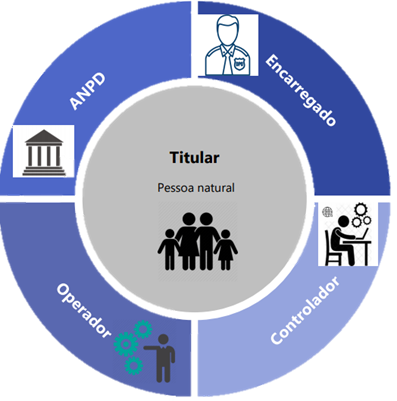 ANPD
Encarregado
Titular
Pessoa natural
Operador
Controlador